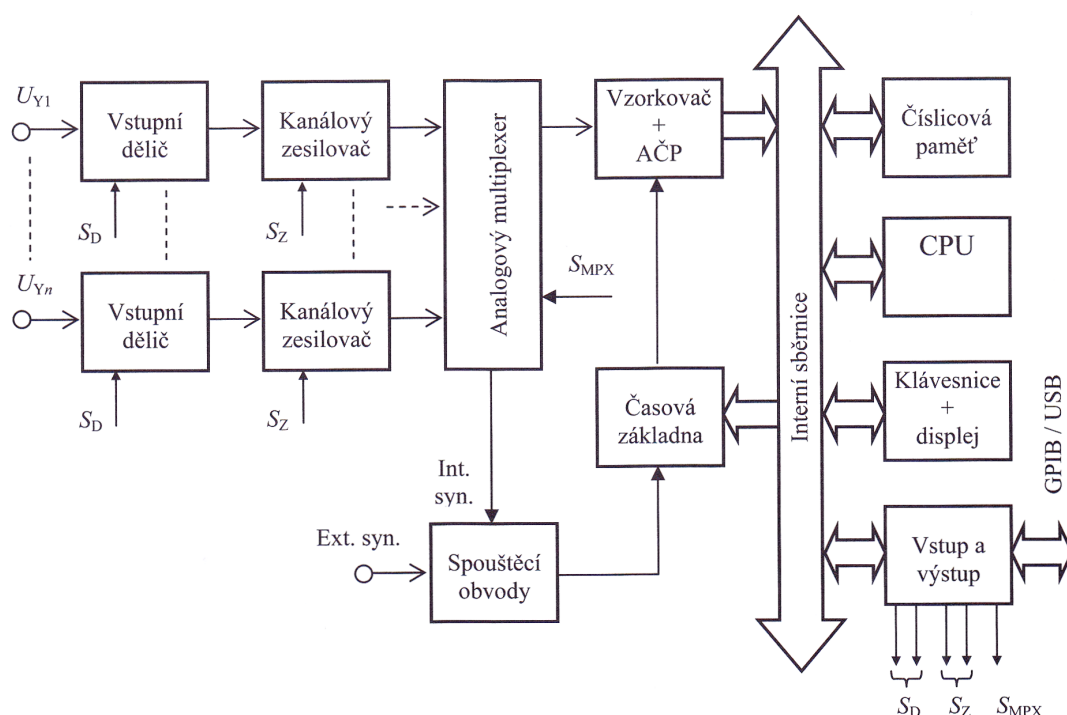 U_Y1
Vstupní
dělič
Kanálový
zesilovač
Analogový multiplexer
Vzorkovač
+
AČP
Číslicová
paměť
S_D
S_Z
CPU
U_Yn
Vstupní
dělič
Kanálový
zesilovač
S_MPX
Interní sběrnice
S_D
S_Z
Časová
základna
Klávesnice
+
displej
GPIB / USB
Int.
syn.
Ext. syn.
Spouštěcí
obvody
Vstup a
výstup
S_D
S_Z
S_MPX